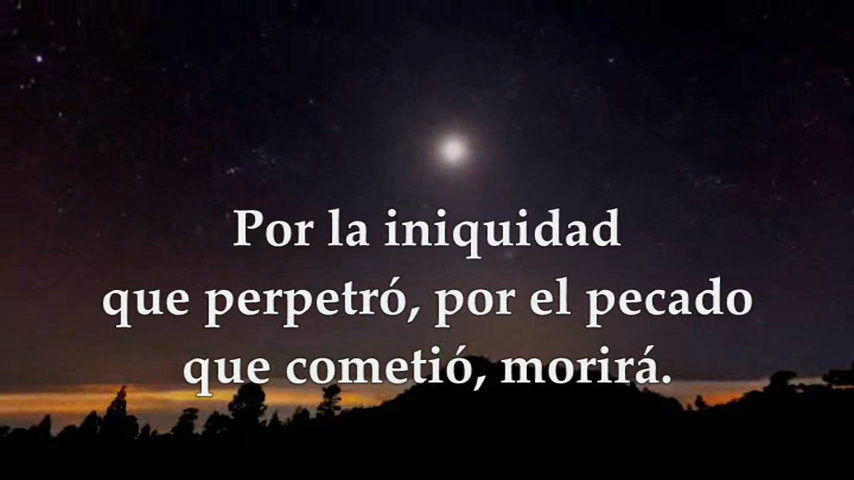 Por la iniquidad
que perpetró, por el pecado
que cometió, morirá.